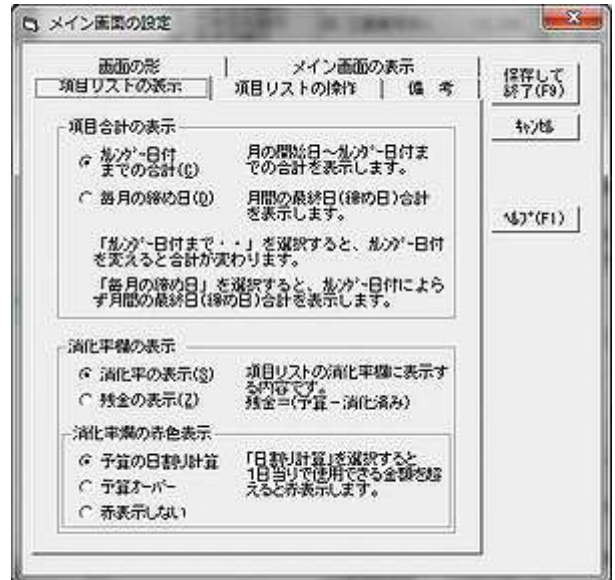 メイン画面の設定
画面の形
メイン画面の表示
項目リストの表示
項目リストの操作
備 考
保存して
終了(F9)
ｷｬﾝｾﾙ
ﾍﾙﾌﾟ(F1)
項目合計の表示
ｶﾚﾝﾀﾞｰ日付
までの合計(C)
月の開始日～ｶﾚﾝﾀﾞｰ日付ま
での合計を表示します。
毎月の締め日(D)
月間の最終日(締め日)合計
を表示します。
「ｶﾚﾝﾀﾞｰ日付まで・・」を選択すると、ｶﾚﾝﾀﾞｰ日付
を変えると合計が変わります。
「毎月の締め日」を選択すると、ｶﾚﾝﾀﾞｰ日付によら
ず月間の最終日(締め日)合計を表示します。
消化率欄の表示
消化率の表示(S)
残金の表示(Z)
項目リストの消化率欄に表示す
る内容です。
残金=(予算－消化済み)
消化率欄の赤色表示
予算の日割り計算
予算ｵｰﾊﾞｰ
赤表示しない
「日割り計算」を選択すると
1日当りで使用できる金額を超
えると赤表示します。